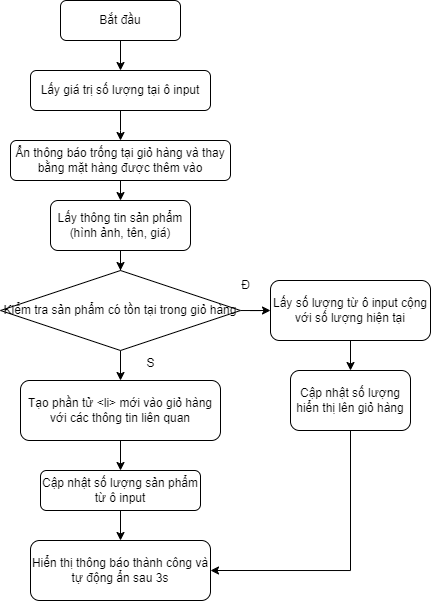 Bắt đầu
Lấy giá trị số lượng tại ô input
Ẩn thông báo trống tại giỏ hàng và thay
bằng mặt hàng được thêm vào
Lấy thông tin sản phẩm
(hình ảnh, tên, giá)
Kiểm tra sản phẩm có tồn tại trong giỏ hàng
Đ
Lấy số lượng từ ô input cộng
với số lượng hiện tại
S
Cập nhật số lượng
hiển thị lên giỏ hàng
Tạo phần tử <li> mới vào giỏ hàng
với các thông tin liên quan
Cập nhật số lượng sản phẩm
từ ô input
Hiển thị thông báo thành công và
tự động ẩn sau 3s